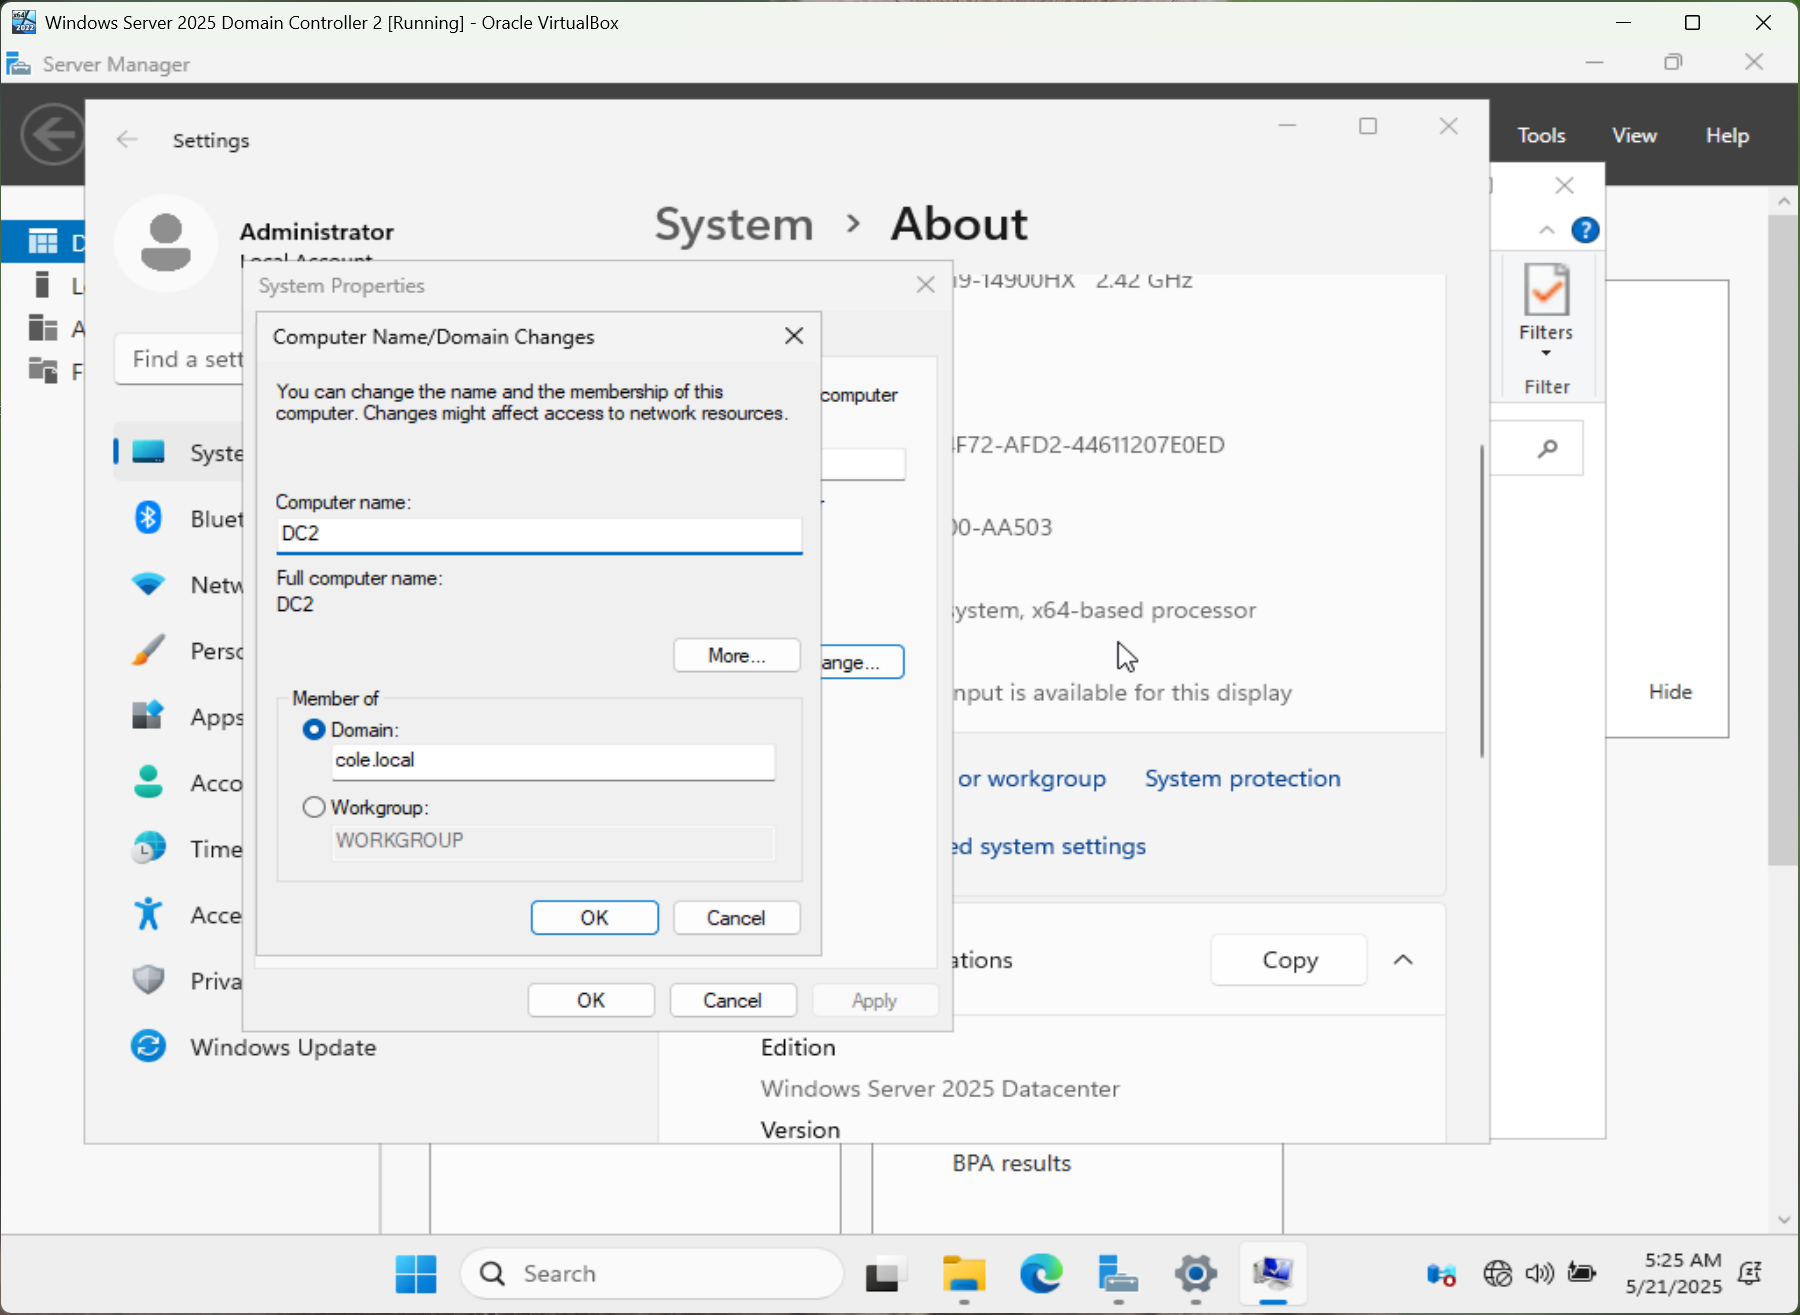 Windows Server 2025 Domain Controller 2 [Running] - Oracle VirtualBox
Server Manager
Tools
View
Help
Settings
Administrator
Local Account
System > About
System Properties
i9-14900HX 2.42 GHz
Computer Name/Domain Changes
Find a sett
You can change the name and the membership of this
computer. Changes might affect access to network resources.
computer
Filters
Filter
F72-AFD2-44611207E0ED
Syste
Computer name:
DC2
Bluet
00-AA503
Full computer name:
DC2
Netw
system, x64-based processor
Perso
More...
ange...
nput is available for this display
Hide
Member of
Domain:
cole.local
Apps
Workgroup:
WORKGROUP
Acco
or workgroup
System protection
Time
ed system settings
OK
Cancel
Acce
ations
Copy
Priva
OK
Cancel
Apply
Windows Update
Edition
Windows Server 2025 Datacenter
Version
BPA results
Search
5:25 AM
5/21/2025